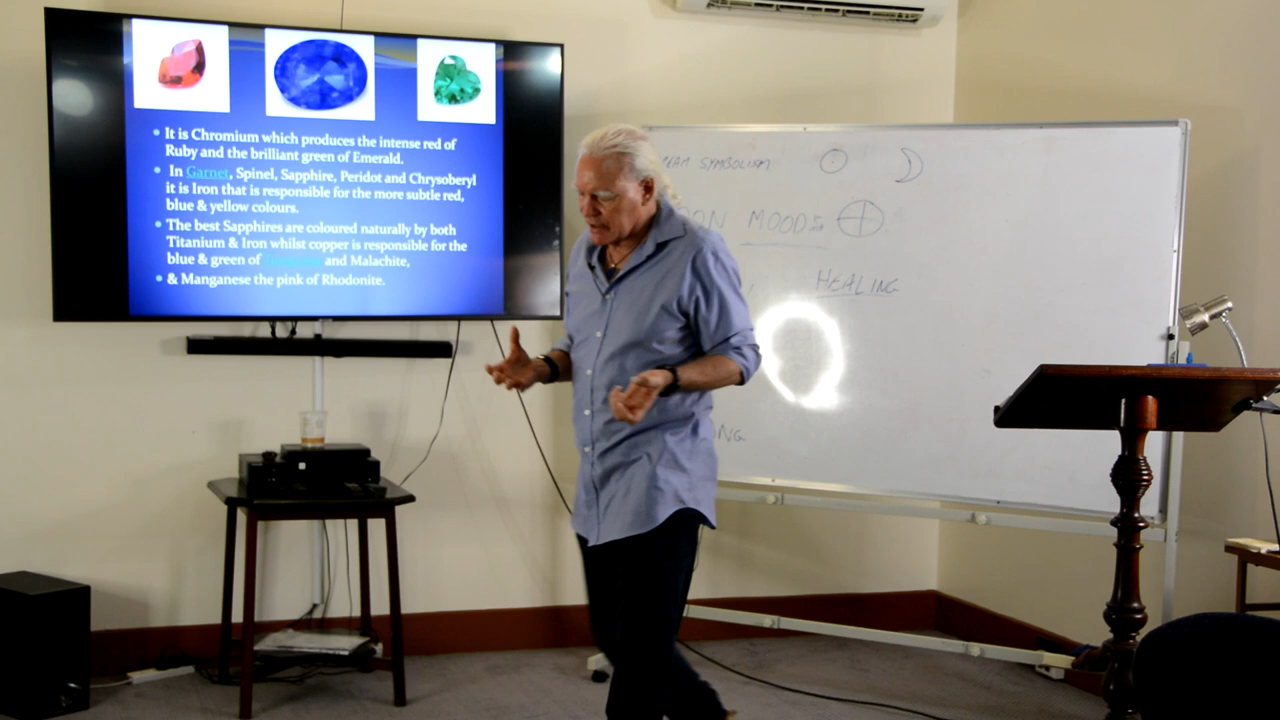 • It is Chromium which produces the intense red of
Ruby and the brilliant green of Emerald.
• In Garnet, Spinel, Sapphire, Peridot and Chrysoberyl
it is Iron that is responsible for the more subtle red,
blue & yellow colours.
• The best Sapphires are coloured naturally by both
Titanium & Iron whilst copper is responsible for the
blue & green of and Malachite,
• & Manganese the pink of Rhodonite.
SYMBOLISM
MOODS
HEALING